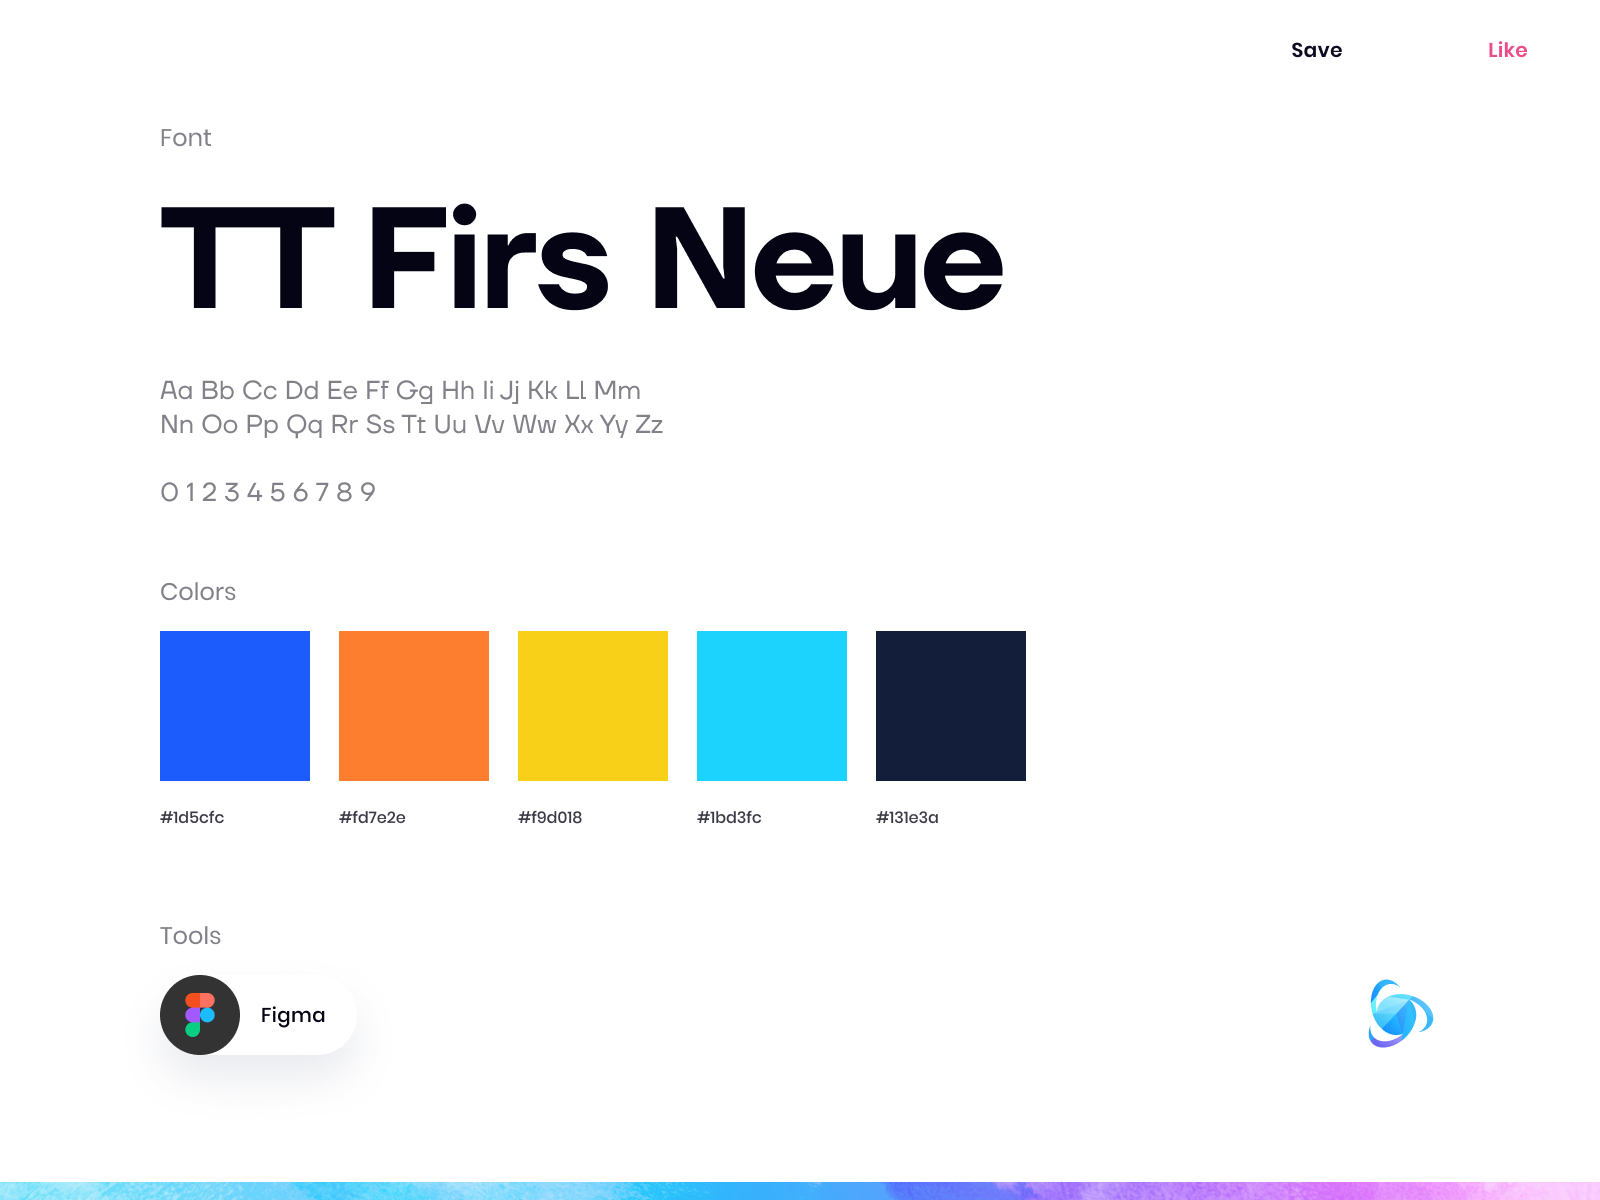 Save
Like
Font
TT Firs Neue
Aa Bb Cc Dd Ee Ff Gg Hh Ii Jj Kk Ll Mm
Nn Oo Pp Qq Rr Ss Tt Uu Vv Ww Xx Yy Zz
0 1 2 3 4 5 6 7 8 9
Colors
#1d5cfc
#fd7e2e
#f9d018
#1bd3fc
#131e3a
Tools
Figma